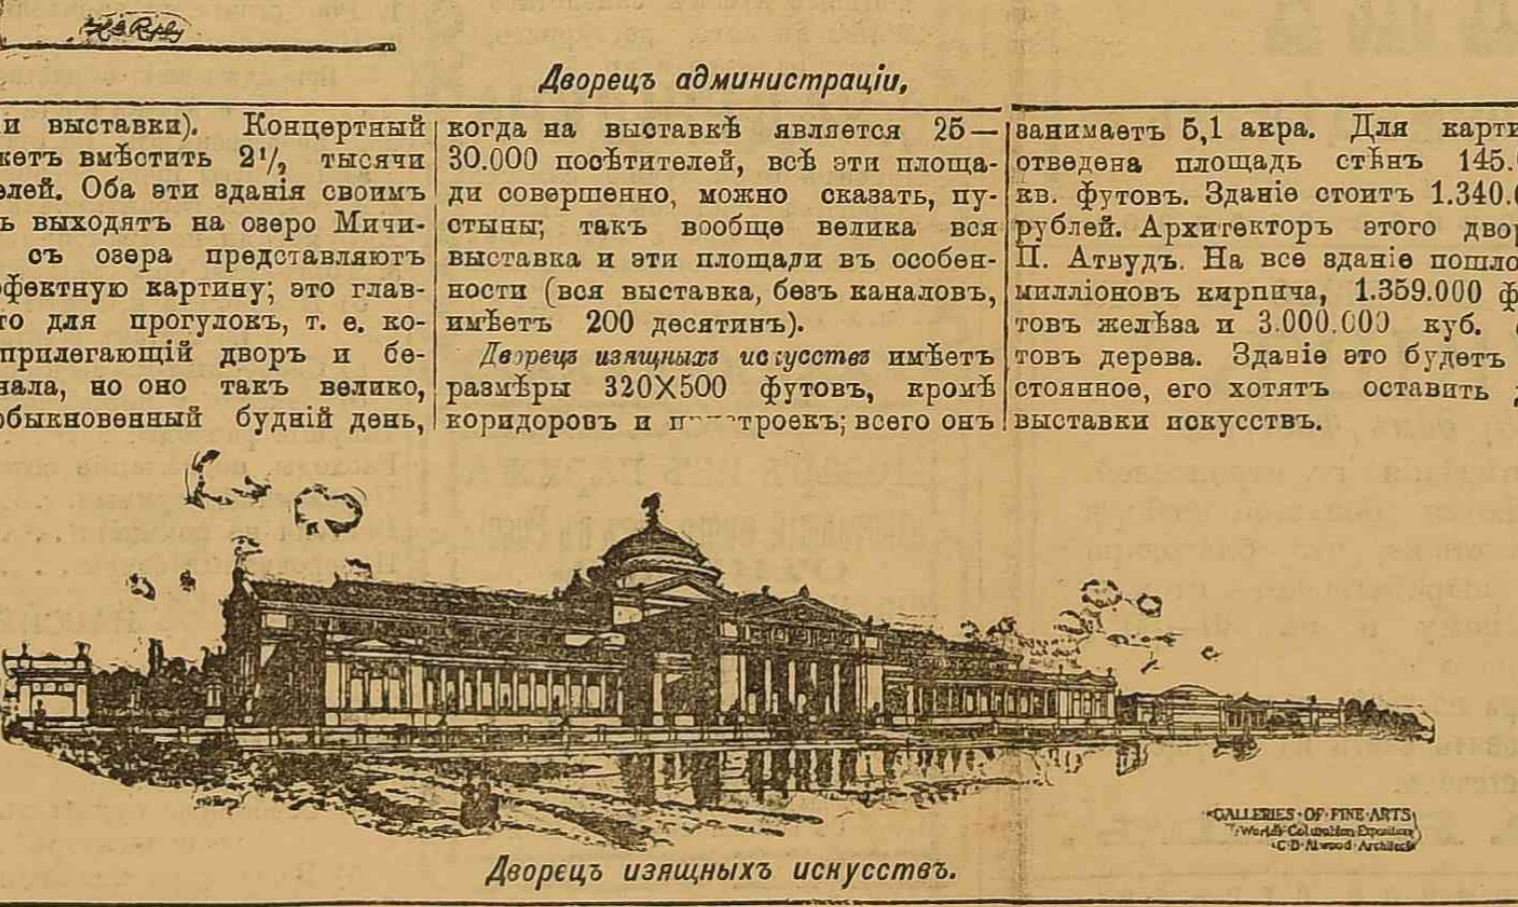 Дворецъ администраціи,
и выставки). Концертный
жетъ вмѣстить 2½ тысячи
елей. Оба эти зданія своимъ
ь выходятъ на озеро Мичи-
съ озера представляютъ
ффектную картину; это глав-
то для прогулокъ, т. е. ко-
прилегающій дворъ и бе-
нала, но оно такъ велико,
обыкновенный будній день,
когда на выставкѣ является 25—
30.000 посѣтителей, всѣ эти площа-
ди совершенно, можно сказать, пу-
стыны; такъ вообще велика вся
выставка и эти площади въ особен-
ности (вся выставка, безъ каналовъ,
имѣетъ 200 десятинъ).
Дворецъ изящныхъ искусствъ имѣетъ
размѣры 320X500 футовъ, кромѣ
коридоровъ и всего онъ
занимаетъ 5,1 акра. Для карти
отведена площадь стѣнъ 145.
кв. футовъ. Зданіе стоитъ 1.340.
рублей. Архитекторъ этого двор
П. Атвудъ. На все зданіе пошло
милліоновъ кирпича, 1.359.000 ф
товъ желѣза и 3.000.000 куб.
товъ дерева. Зданіе это будетъ
стоянное, его хотятъ оставить
выставки искусствъ.
GALLERIES·OF·FINE·ARTS
World's Columbian Exposition
C·D·Atwood·Architect
Дворецъ изящныхъ искусствъ.